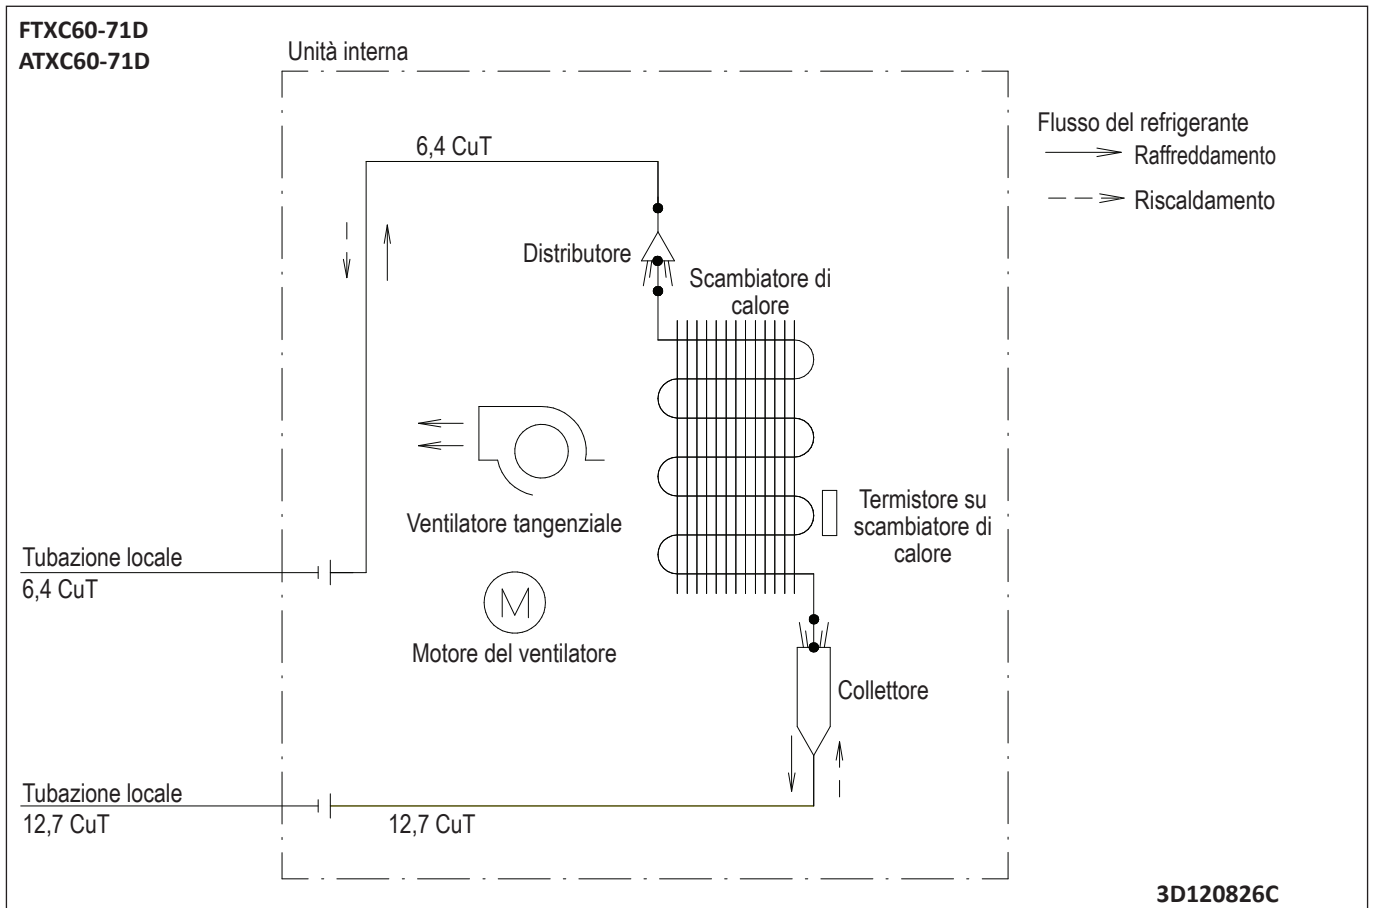 FTXC60-71D
ATXC60-71D
Unità interna
6,4 CuT
Flusso del refrigerante
Raffreddamento
Riscaldamento
Distributore
Scambiatore di
calore
Ventilatore tangenziale
Termistore su
scambiatore di
calore
Tubazione locale
6,4 CuT
M
Motore del ventilatore
Collettore
Tubazione locale
12,7 CuT
12,7 CuT
3D120826C